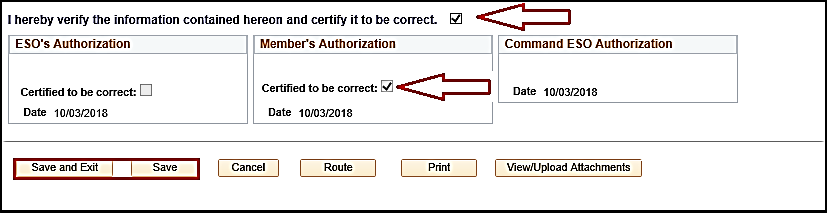 I hereby verify the information contained hereon and certify it to be correct.
ESO's Authorization
Certified to be correct:
Date 10/03/2018
Member's Authorization
Certified to be correct:
Date 10/03/2018
Command ESO Authorization
Date 10/03/2018
Save and Exit Save Cancel Route Print View/Upload Attachments